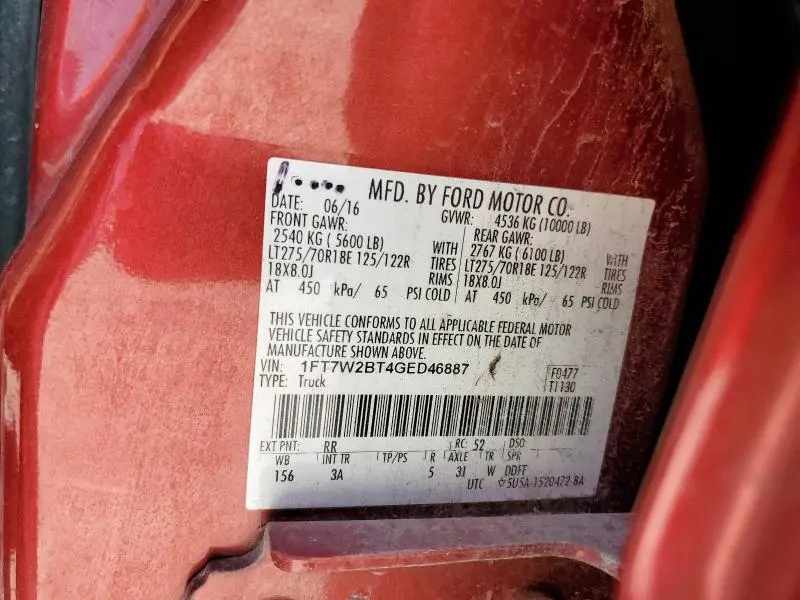 MFD. BY FORD MOTOR CO.
DATE: 06/16 GVWR: 4536 KG (10000 LB)
FRONT GAWR: REAR GAWR:
2540 KG ( 5600 LB) WITH 2767 KG ( 6100 LB) WITH
LT275/70R18E 125/122R TIRES LT275/70R18E 125/122R TIRES
18X8.0J RIMS 18X8.0J RIMS
AT 450 kPa/ 65 PSI COLD AT 450 kPa/ 65 PSI COLD
THIS VEHICLE CONFORMS TO ALL APPLICABLE FEDERAL MOTOR
VEHICLE SAFETY STANDARDS IN EFFECT ON THE DATE OF
MANUFACTURE SHOWN ABOVE.
VIN: 1FT7W2BT4GED46887 F0477
TYPE: Truck T1130
EXT PNT: RR RC: 52 DSO:
WB INT TR TP/PS R AXLE TR SPR
156 3A 5 3J W DDFF
UTC 5U5A-1520472-BA